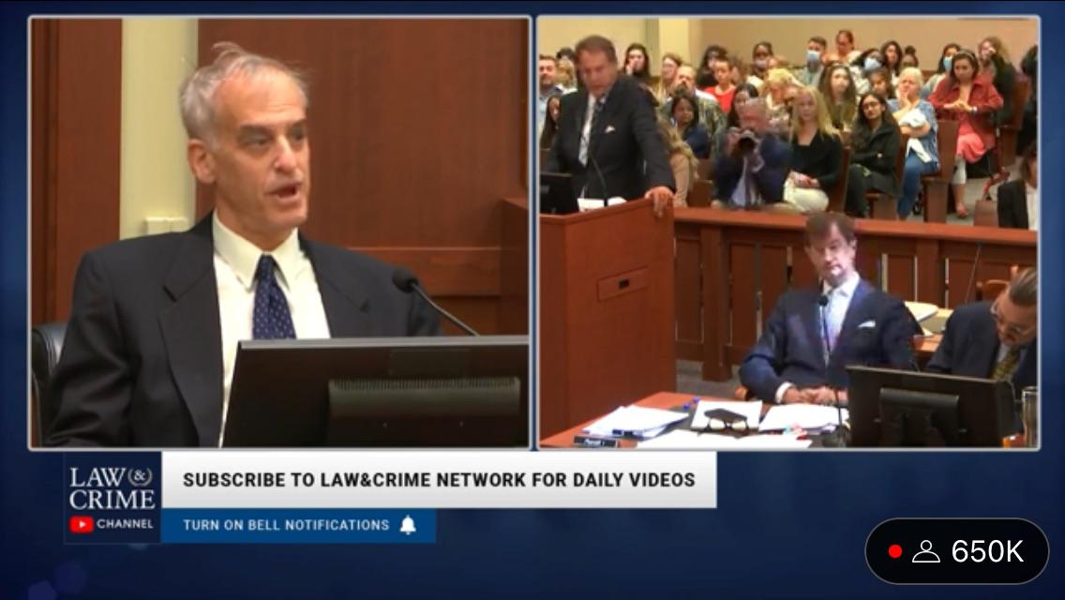 LAW&
CRIME
CHANNEL
SUBSCRIBE TO LAW&CRIME NETWORK FOR DAILY VIDEOS
TURN ON BELL NOTIFICATIONS
650K